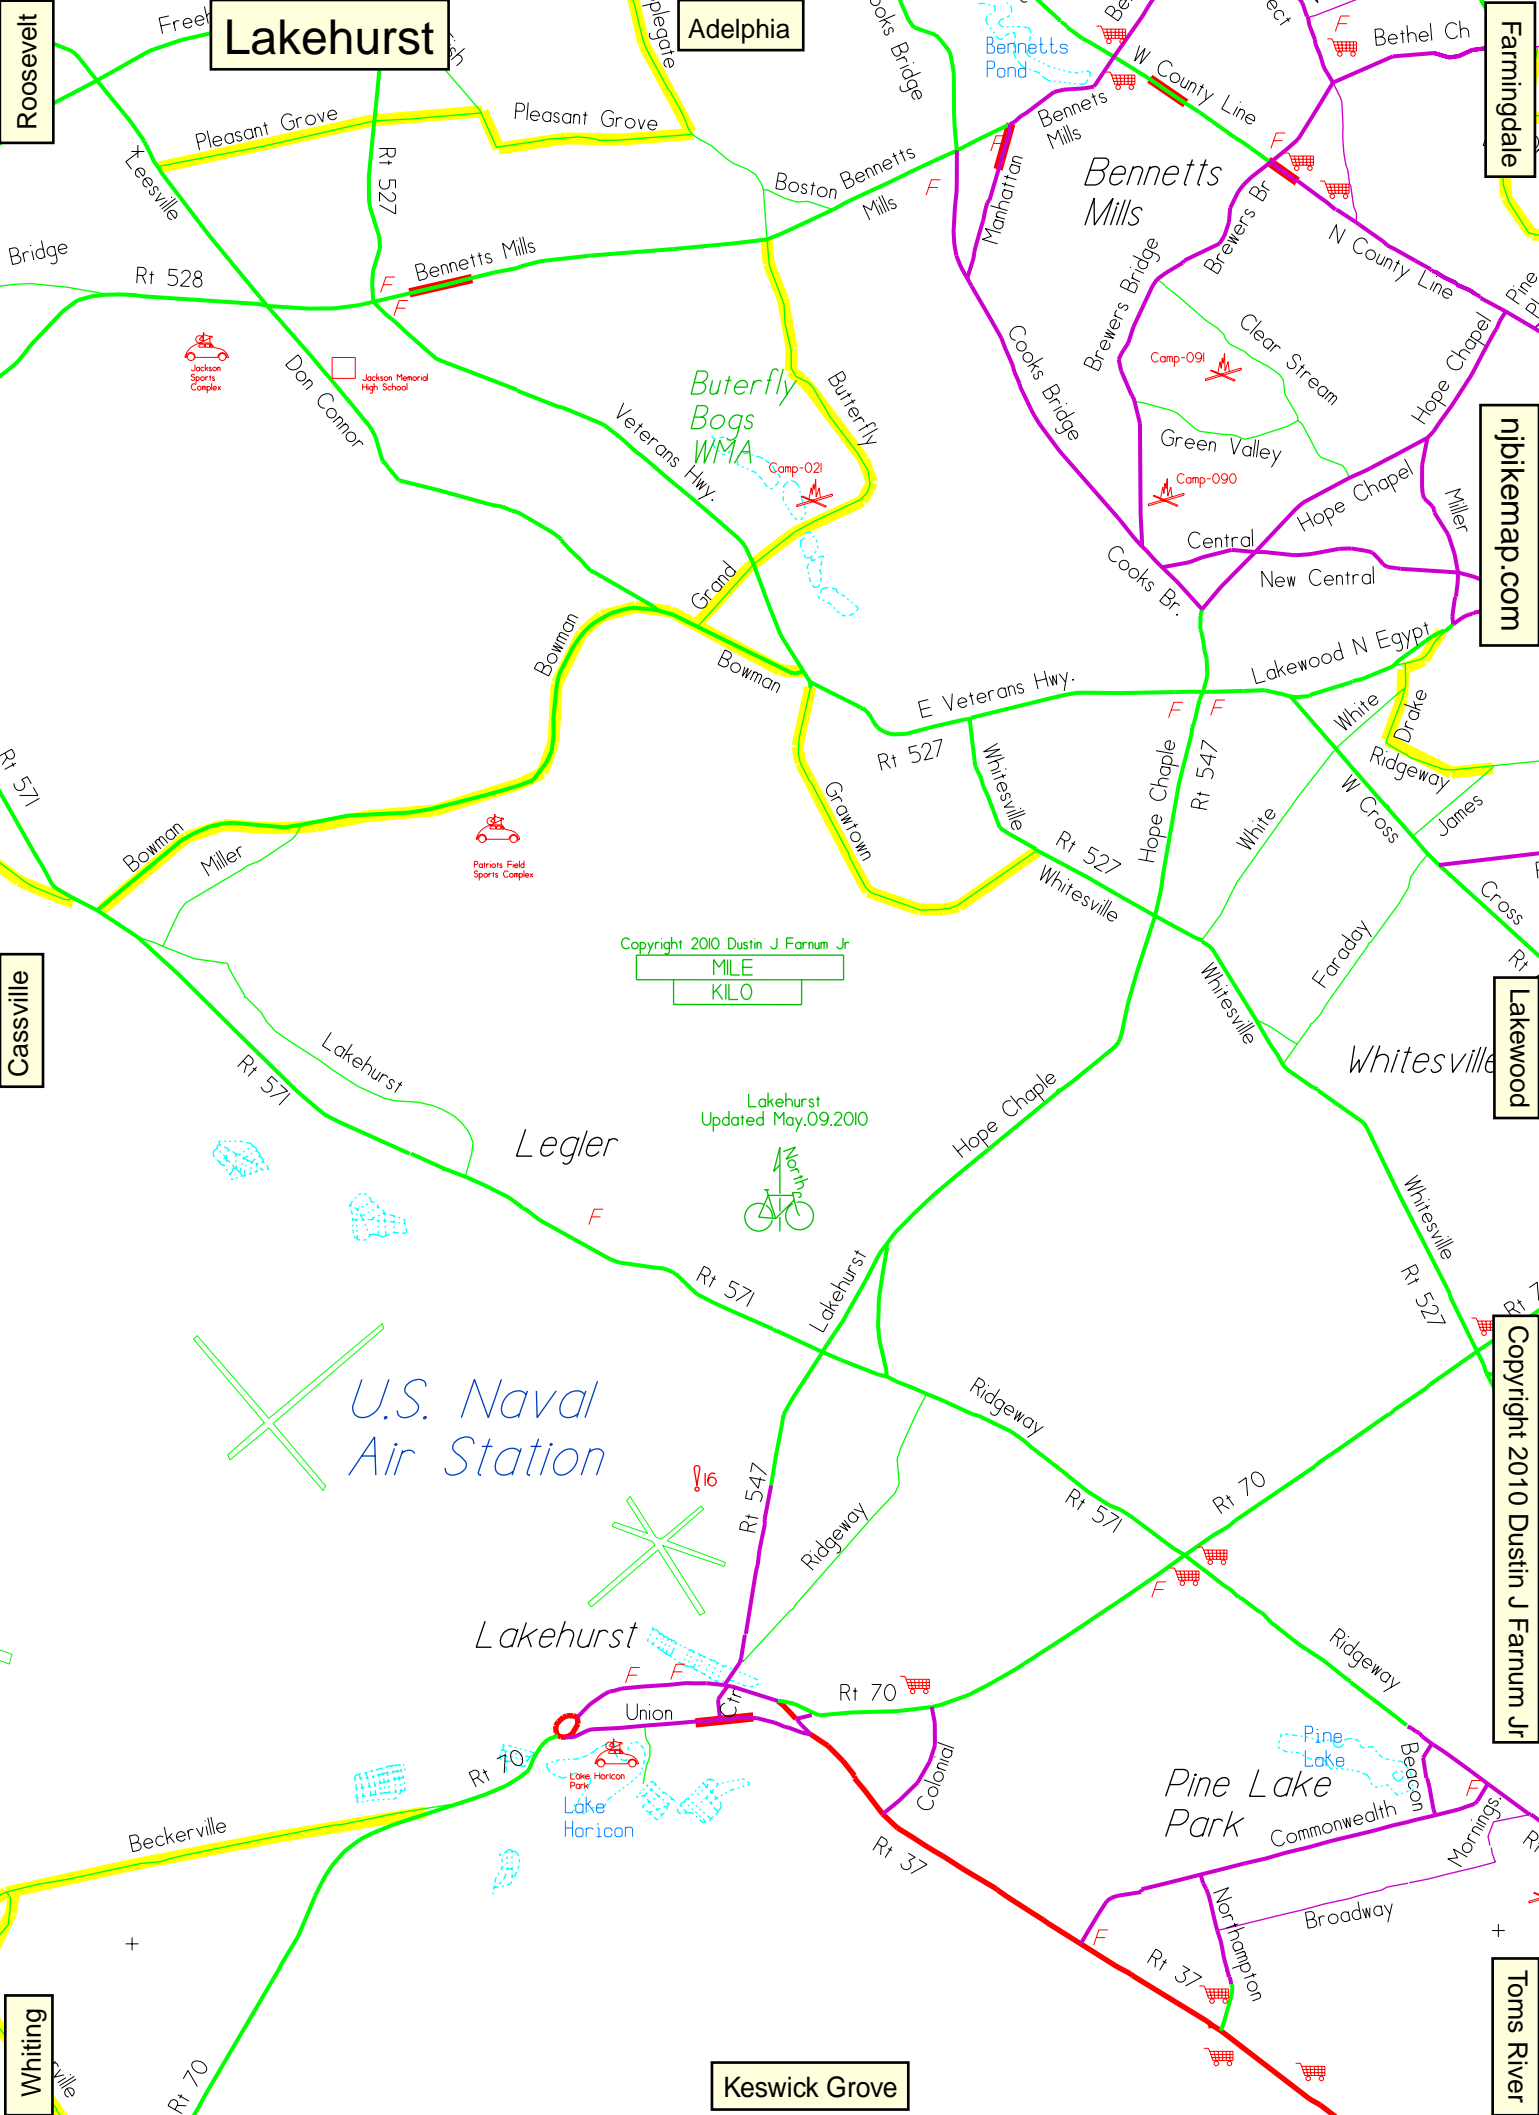 Roosevelt
Lakehurst
Adelphia
Farmingdale
Bennetts
Pond
W County Line
Bethel Ch
F
Cooks Bridge
Bennets
Mills
Pleasant Grove
Pleasant Grove
Rt 527
Leesville
Boston
Bennetts
Mills
F
F
F
Manhattan
Bennetts
Mills
Brewers Br
N County Line
Pine
Bridge
Rt 528
Bennetts Mills
F
F
Brewers Bridge
Hope Chapel
Clear Stream
Camp-091
Jackson
Sports
Complex
Jackson Memorial
High School
Don Connor
Buterfly
Bogs
WMA
Butterfly
Cooks Bridge
Veterans Hwy.
Camp-021
Green Valley
Camp-090
Hope Chapel
Miller
njbikemap.com
Central
New Central
Cooks Br.
Grand
Bowman
Bowman
Lakewood N Egypt
E Veterans Hwy.
F
F
White
Drake
Ridgeway
Rt 527
Whitesville
Hope Chaple
Rt 547
W Cross
James
Rt 571
Bowman
Miller
Patriots Field
Sports Complex
Grawtown
Rt 527
Whitesville
White
Cross
Rt
Faraday
Copyright 2010 Dustin J Farnum Jr
MILE
KILO
Cassville
Whitesville
Lakewood
Whitesville
Lakehurst
Rt 571
Lakehurst
Updated May.09.2010
North
Hope Chaple
Legler
F
Whitesville
Rt 527
Rt 571
Lakehurst
Rt 7
U.S. Naval
Air Station
16
Rt 547
Ridgeway
Ridgeway
Rt 571
Rt 70
F
Copyright 2010 Dustin J Farnum Jr
Lakehurst
F
F
Union
Ctr
Rt 70
Ridgeway
Rt 70
Lake Horicon
Park
Lake
Horicon
Colonial
Pine
Lake
Beacon
Pine Lake
Park
Commonwealth
F
Mornings.
Beckerville
Rt 37
Northampton
Broadway
F
Rt 37
Whiting
Rt 70
Keswick Grove
Toms River